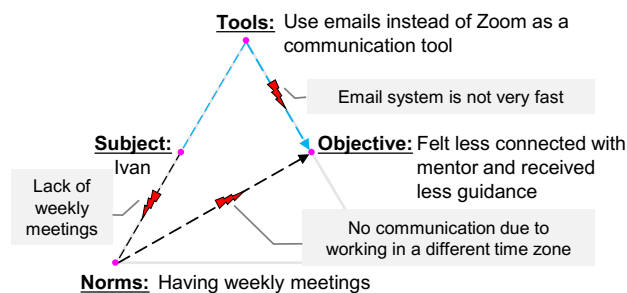 Tools: Use emails instead of Zoom as a
communication tool
Email system is not very fast
Subject:
Ivan
Objective: Felt less connected with
mentor and received
less guidance
Lack of
weekly
meetings
No communication due to
working in a different time zone
Norms: Having weekly meetings